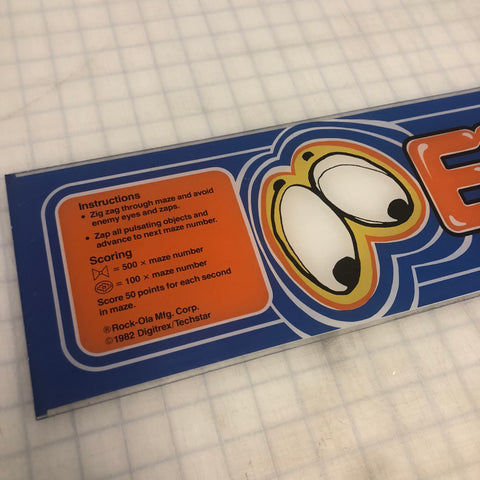 Instructions
• Zig zag through maze and avoid
enemy eyes and zaps.
• Zap all pulsating objects and
advance to next maze number.
Scoring
= 500 × maze number
= 100 × maze number
Score 50 points for each second
in maze.
®Rock-Ola Mfg. Corp.
©1982 Digitrex/Techstar
E